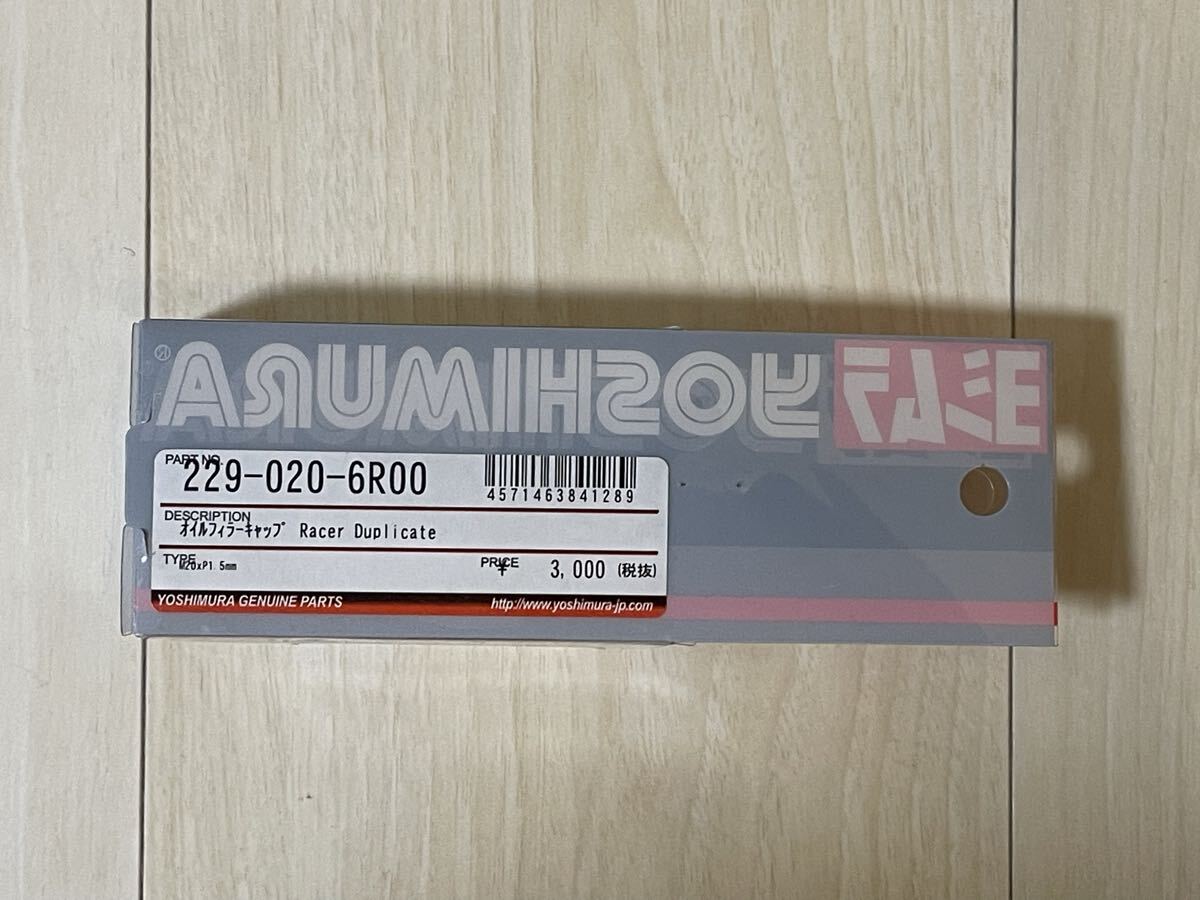 YOSHIMURA® ヨシムラ
PART NO.
229-020-6R00
4571463841289
DESCRIPTION
ｵｲﾙﾌｨﾗｰｷｬｯﾌﾟ Racer Duplicate
TYPE
M20xP1.5mm
PRICE
¥ 3,000 (税抜)
YOSHIMURA GENUINE PARTS
http://www.yoshimura-jp.com